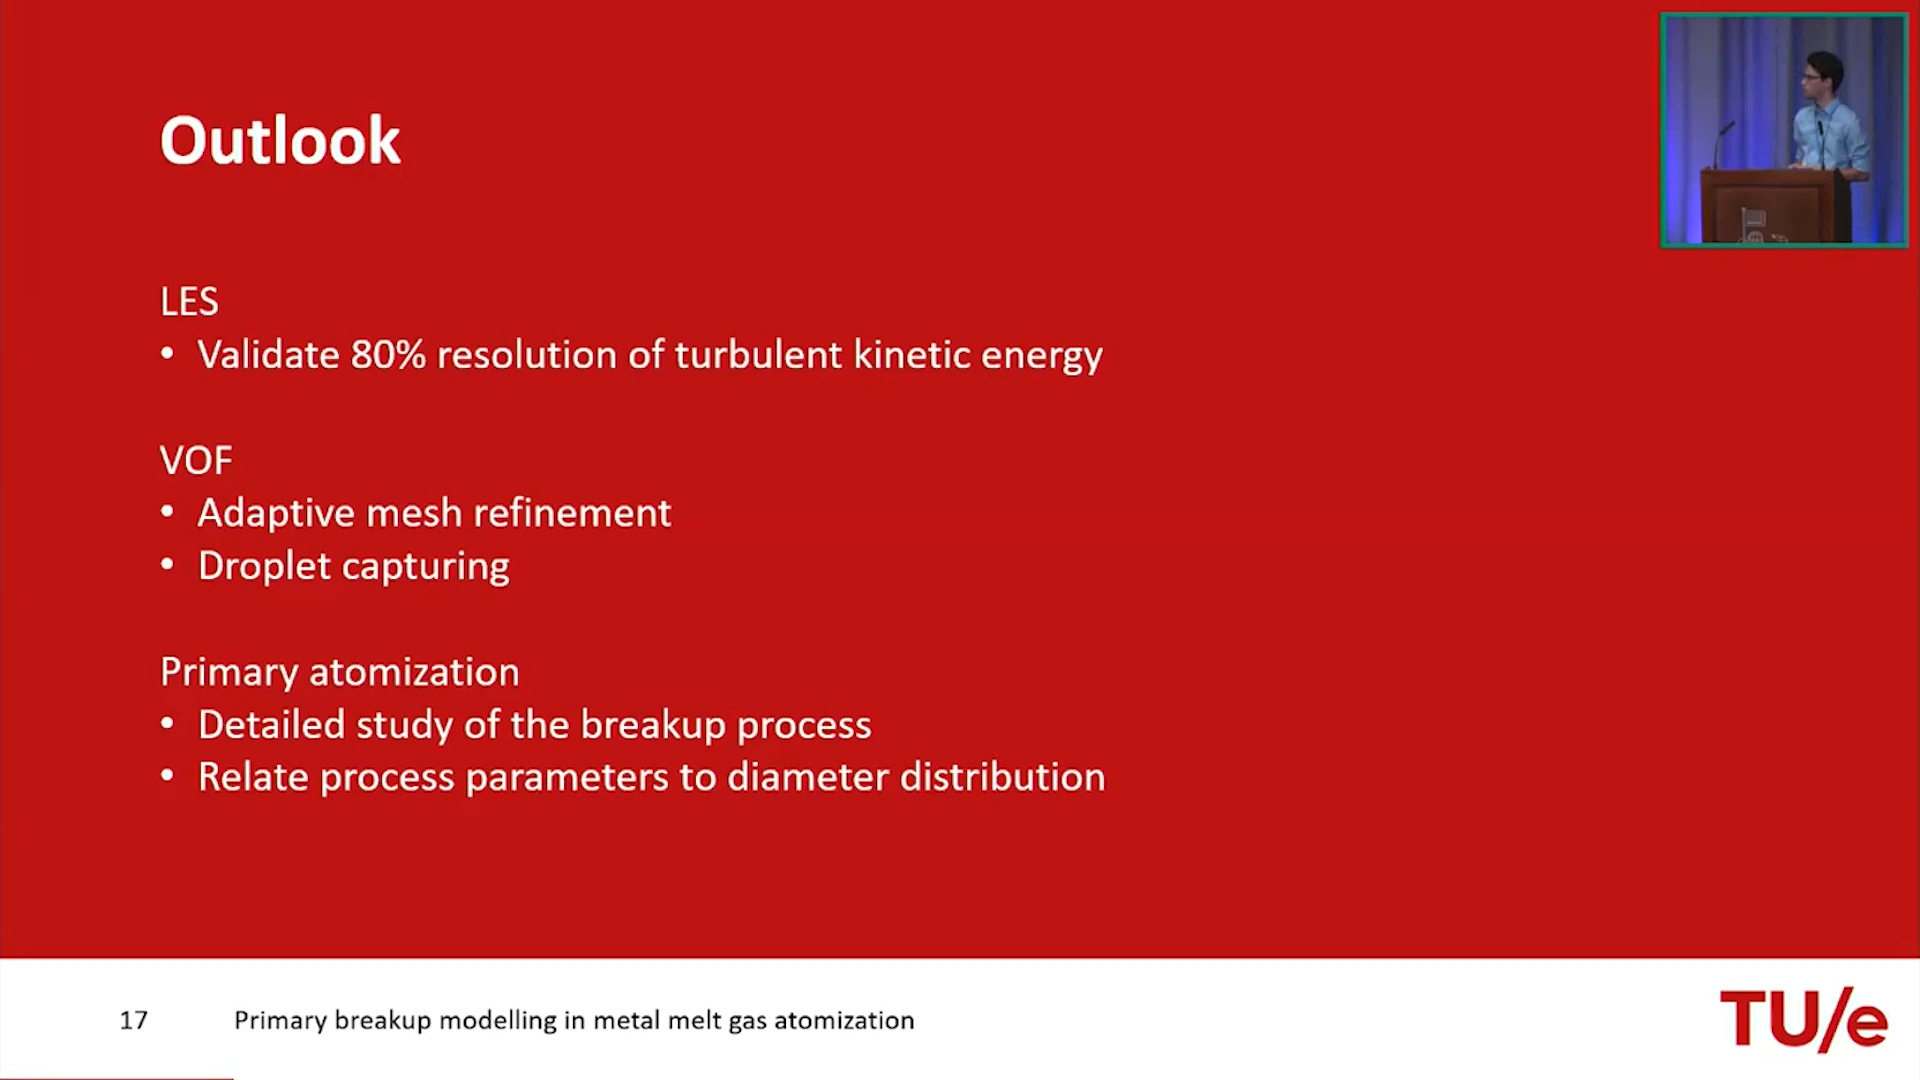 Outlook
LES
• Validate 80% resolution of turbulent kinetic energy
VOF
• Adaptive mesh refinement
• Droplet capturing
Primary atomization
• Detailed study of the breakup process
• Relate process parameters to diameter distribution
17 Primary breakup modelling in metal melt gas atomization
TU/e